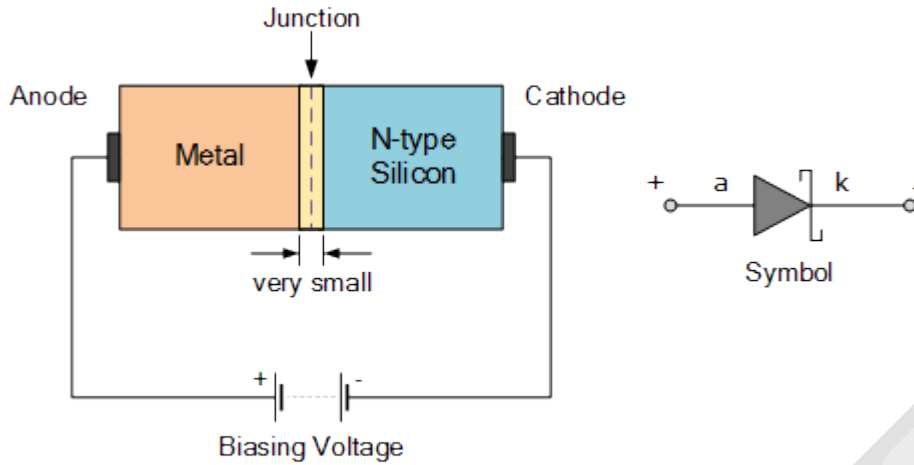 Junction
Anode
Cathode
Metal
N-type
Silicon
+ a k
very small
Symbol
+ -
Biasing Voltage